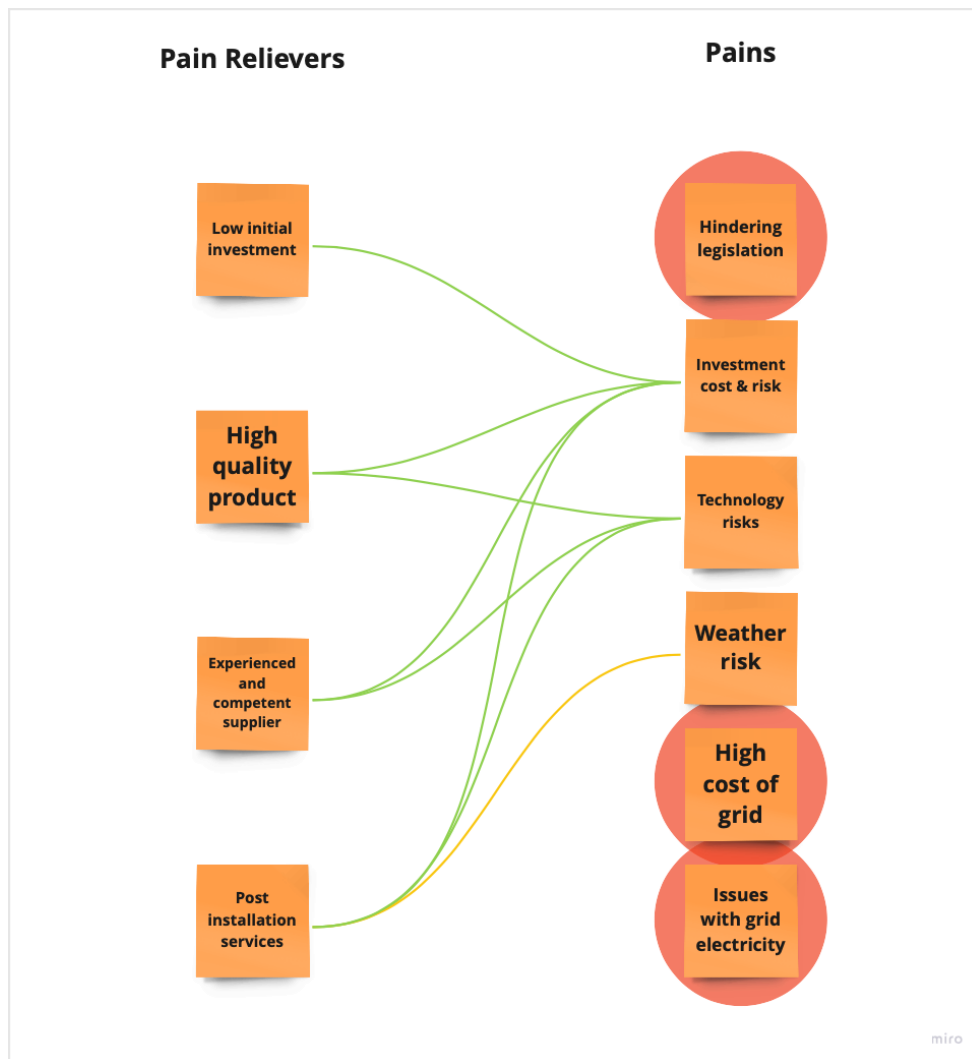 Pain Relievers
Pains
Low initial
investment
High
quality
product
Experienced
and
competent
supplier
Post
installation
services
Hindering
legislation
Investment
cost & risk
Technology
risks
Weather
risk
High
cost of
grid
Issues
with grid
electricity
miro